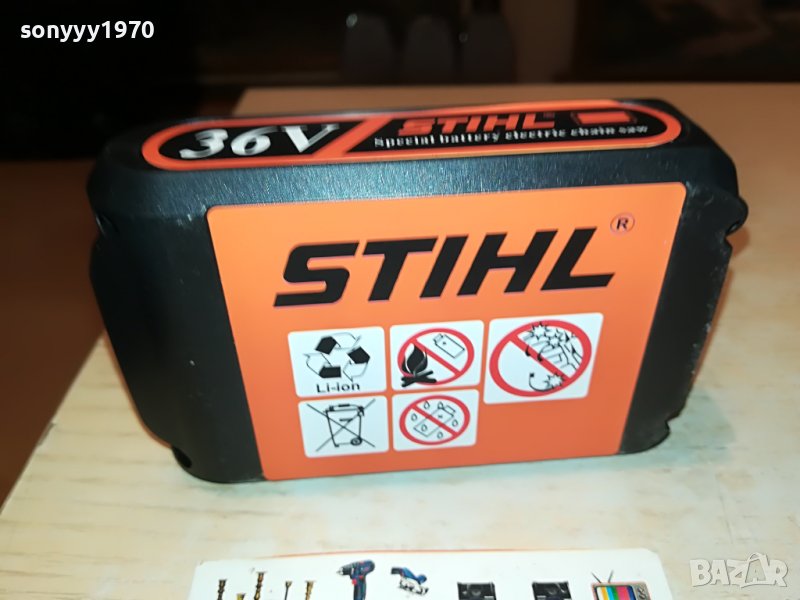 sonyyy1970
36V
STIHL
Special battery electric chain saw
STIHL®
Li-ion
BAZAR